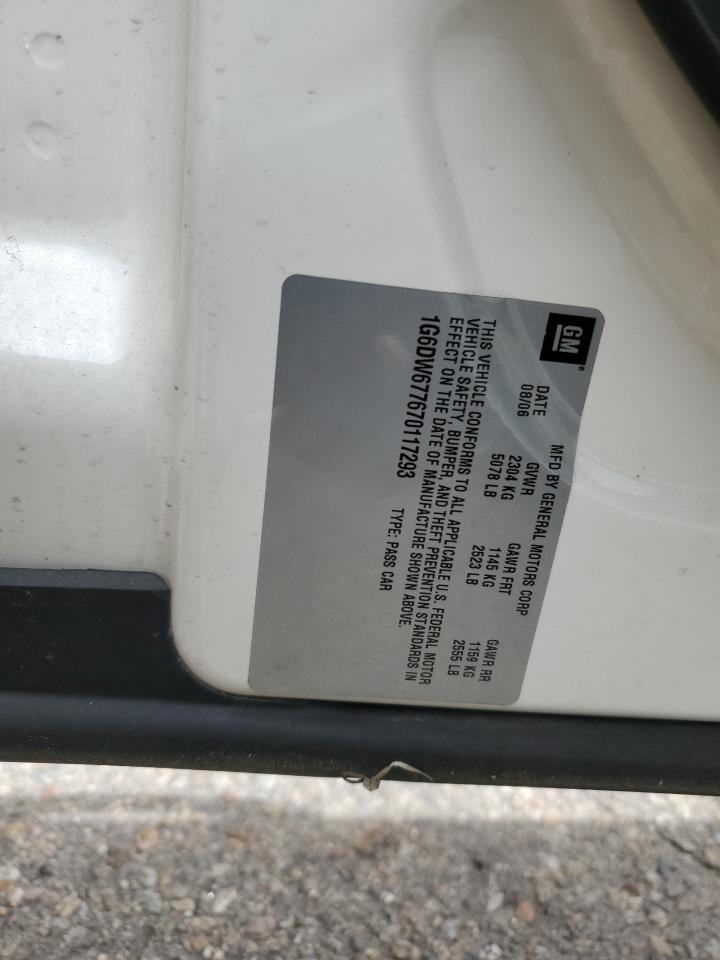 GM®
MFD BY GENERAL MOTORS CORP
DATE GVWR GAWR FRT GAWR RR
08/06 2304 KG 1145 KG 1159 KG
5078 LB 2523 LB 2555 LB
THIS VEHICLE CONFORMS TO ALL APPLICABLE U.S. FEDERAL MOTOR
VEHICLE SAFETY, BUMPER, AND THEFT PREVENTION STANDARDS IN
EFFECT ON THE DATE OF MANUFACTURE SHOWN ABOVE.
1G6DW677670117293 TYPE: PASS CAR